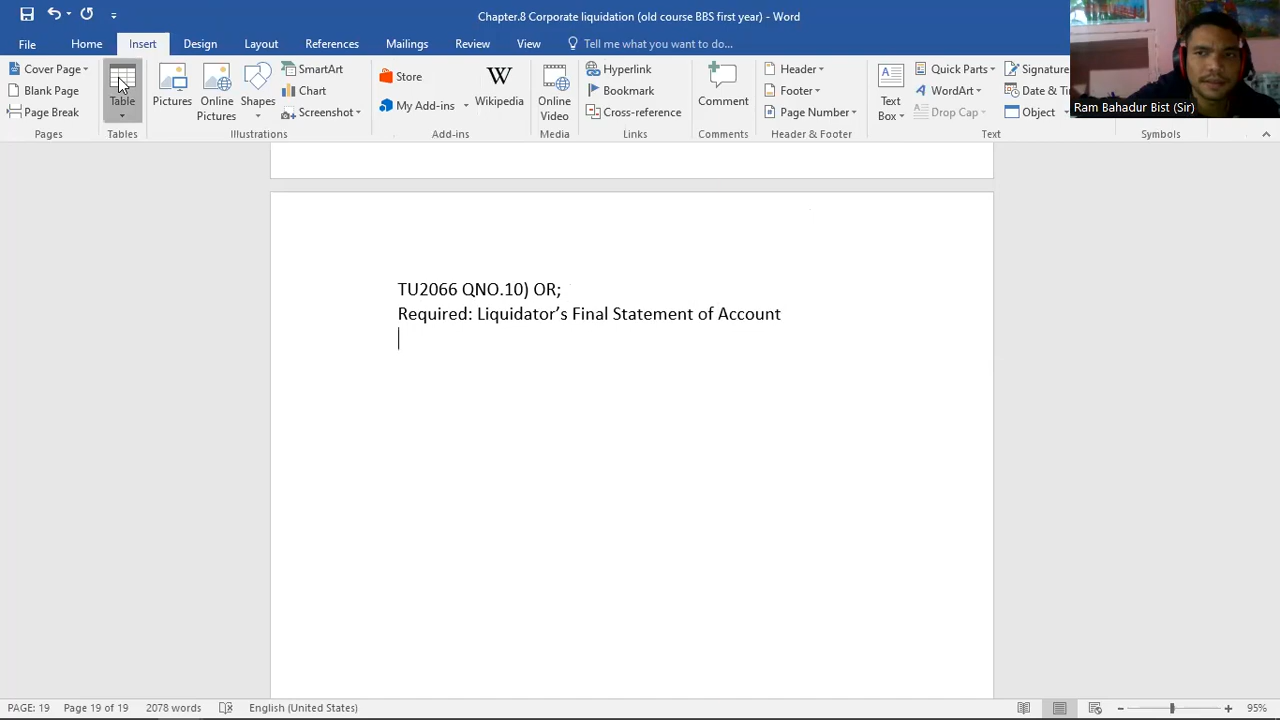 Chapter.8 Corporate liquidation (old course BBS first year) - Word
File Home Insert Design Layout References Mailings Review View Tell me what you want to do...
Cover Page
Blank Page
Page Break
Pages
Table
Tables
Pictures
Online Pictures
Shapes
SmartArt
Chart
Screenshot
Illustrations
Store
My Add-ins
Wikipedia
Add-ins
Online Video
Media
Hyperlink
Bookmark
Cross-reference
Links
Comment
Comments
Header
Footer
Page Number
Header & Footer
Text Box
Quick Parts
WordArt
Drop Cap
Signature
Date & Ti
Object
Text
Symbols
Ram Bahadur Bist (Sir)
TU2066 QNO.10) OR;
Required: Liquidator’s Final Statement of Account
PAGE: 19 Page 19 of 19 2078 words English (United States) 95%